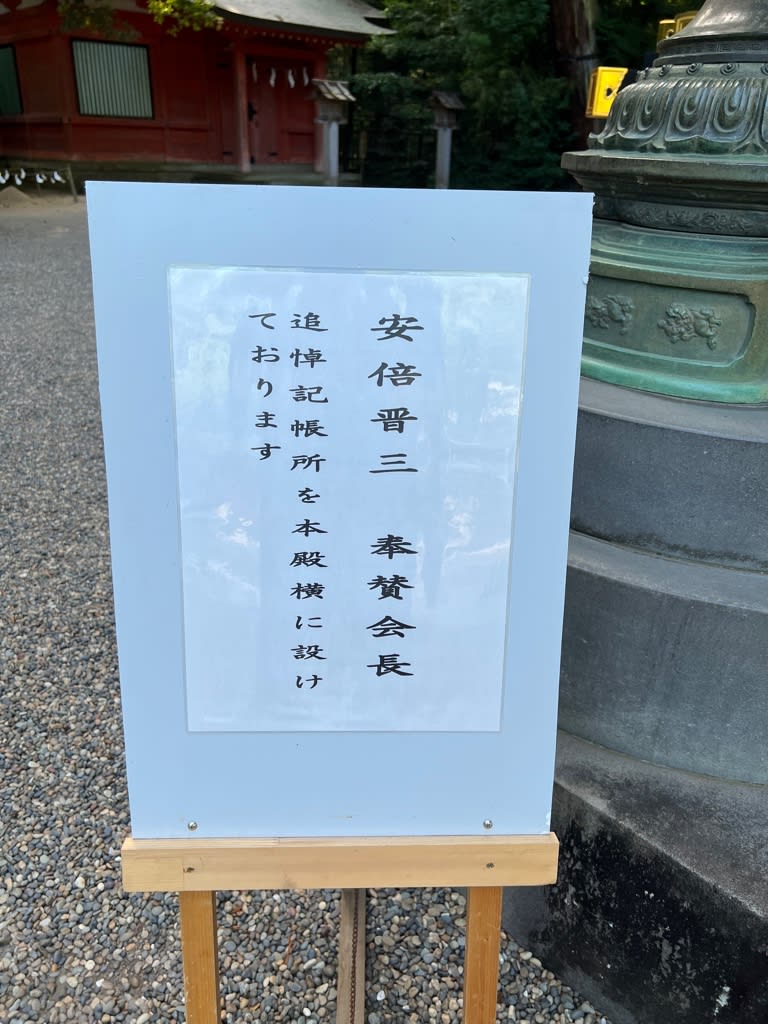 安倍晋三　奉賛会長
追悼記帳所を本殿横に設け
ております